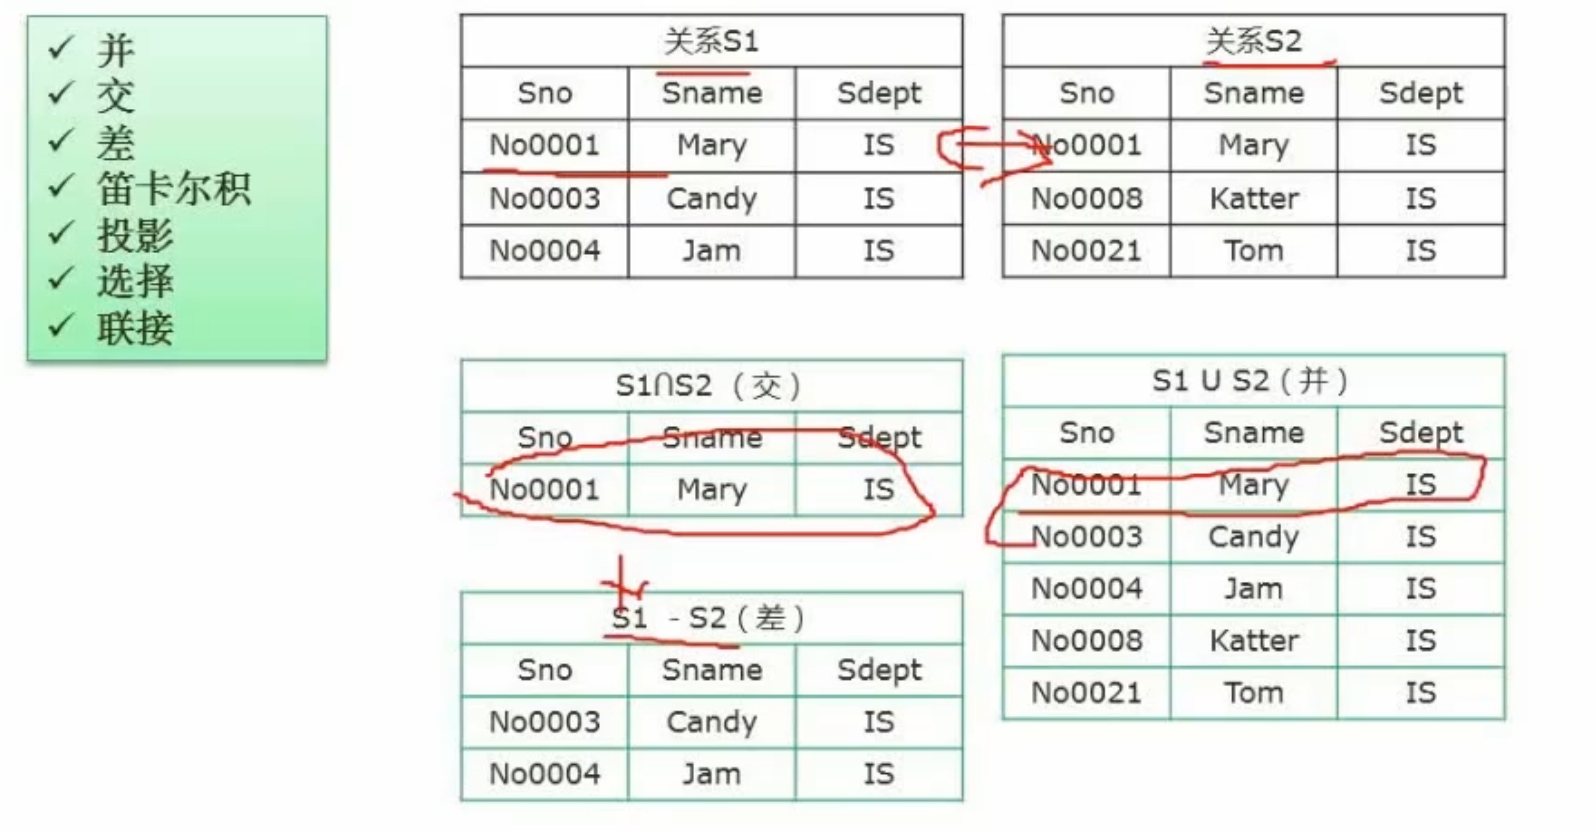 ✓ 并
✓ 交
✓ 差
✓ 笛卡尔积
✓ 投影
✓ 选择
✓ 联接
关系S1
Sno Sname Sdept
No0001 Mary IS
No0003 Candy IS
No0004 Jam IS
关系S2
Sno Sname Sdept
No0001 Mary IS
No0008 Katter IS
No0021 Tom IS
S1∩S2（交）
Sno Sname Sdept
No0001 Mary IS
S1 U S2（并）
Sno Sname Sdept
No0001 Mary IS
No0003 Candy IS
No0004 Jam IS
No0008 Katter IS
No0021 Tom IS
S1 - S2（差）
Sno Sname Sdept
No0003 Candy IS
No0004 Jam IS